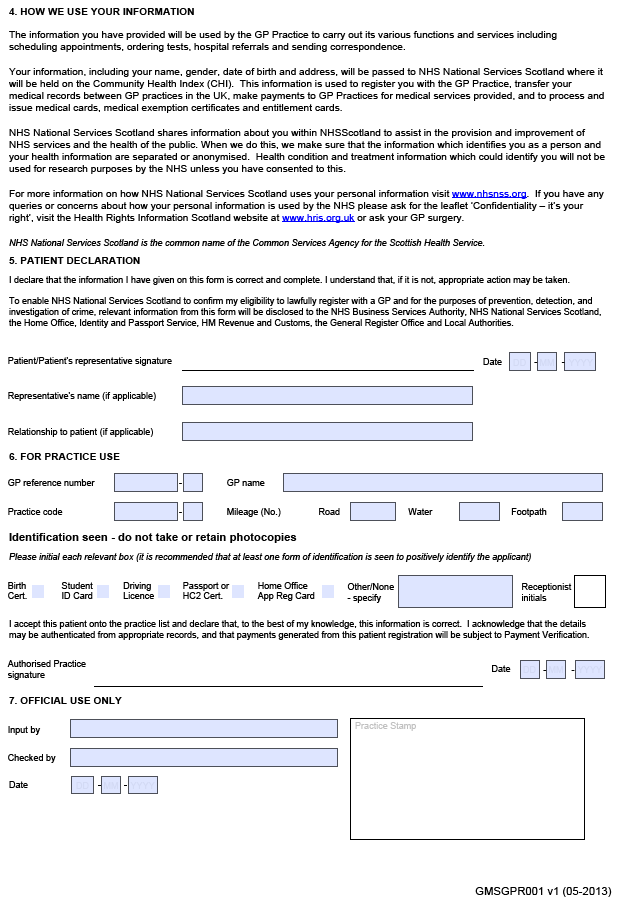 4. HOW WE USE YOUR INFORMATION
The information you have provided will be used by the GP Practice to carry out its various functions and services including
scheduling appointments, ordering tests, hospital referrals and sending correspondence.
Your information, including your name, gender, date of birth and address, will be passed to NHS National Services Scotland where it
will be held on the Community Health Index (CHI). This information is used to register you with the GP Practice, transfer your
medical records between GP practices in the UK, make payments to GP Practices for medical services provided, and to process and
issue medical cards, medical exemption certificates and entitlement cards.
NHS National Services Scotland shares information about you within NHSScotland to assist in the provision and improvement of
NHS services and the health of the public. When we do this, we make sure that the information which identifies you as a person and
your health information are separated or anonymised. Health condition and treatment information which could identify you will not be
used for research purposes by the NHS unless you have consented to this.
For more information on how NHS National Services Scotland uses your personal information visit www.nhsnss.org. If you have any
queries or concerns about how your personal information is used by the NHS please ask for the leaflet 'Confidentiality – it's your
right', visit the Health Rights Information Scotland website at www.hris.org.uk or ask your GP surgery.
NHS National Services Scotland is the common name of the Common Services Agency for the Scottish Health Service.
5. PATIENT DECLARATION
I declare that the information I have given on this form is correct and complete. I understand that, if it is not, appropriate action may be taken.
To enable NHS National Services Scotland to confirm my eligibility to lawfully register with a GP and for the purposes of prevention, detection, and
investigation of crime, relevant information from this form will be disclosed to the NHS Business Services Authority, NHS National Services Scotland,
the Home Office, Identity and Passport Service, HM Revenue and Customs, the General Register Office and Local Authorities.
Patient/Patient's representative signature Date DD - MM - YYYY
Representative's name (if applicable)
Relationship to patient (if applicable)
6. FOR PRACTICE USE
GP reference number - GP name
Practice code - Mileage (No.) Road Water Footpath
Identification seen - do not take or retain photocopies
Please initial each relevant box (it is recommended that at least one form of identification is seen to positively identify the applicant)
Birth Cert. Student ID Card Driving Licence Passport or HC2 Cert. Home Office App Reg Card Other/None - specify Receptionist initials
I accept this patient onto the practice list and declare that, to the best of my knowledge, this information is correct. I acknowledge that the details
may be authenticated from appropriate records, and that payments generated from this patient registration will be subject to Payment Verification.
Authorised Practice signature Date DD - MM - YYYY
7. OFFICIAL USE ONLY
Input by
Checked by
Date DD - MM - YYYY
Practice Stamp
GMSGPR001 v1 (05-2013)